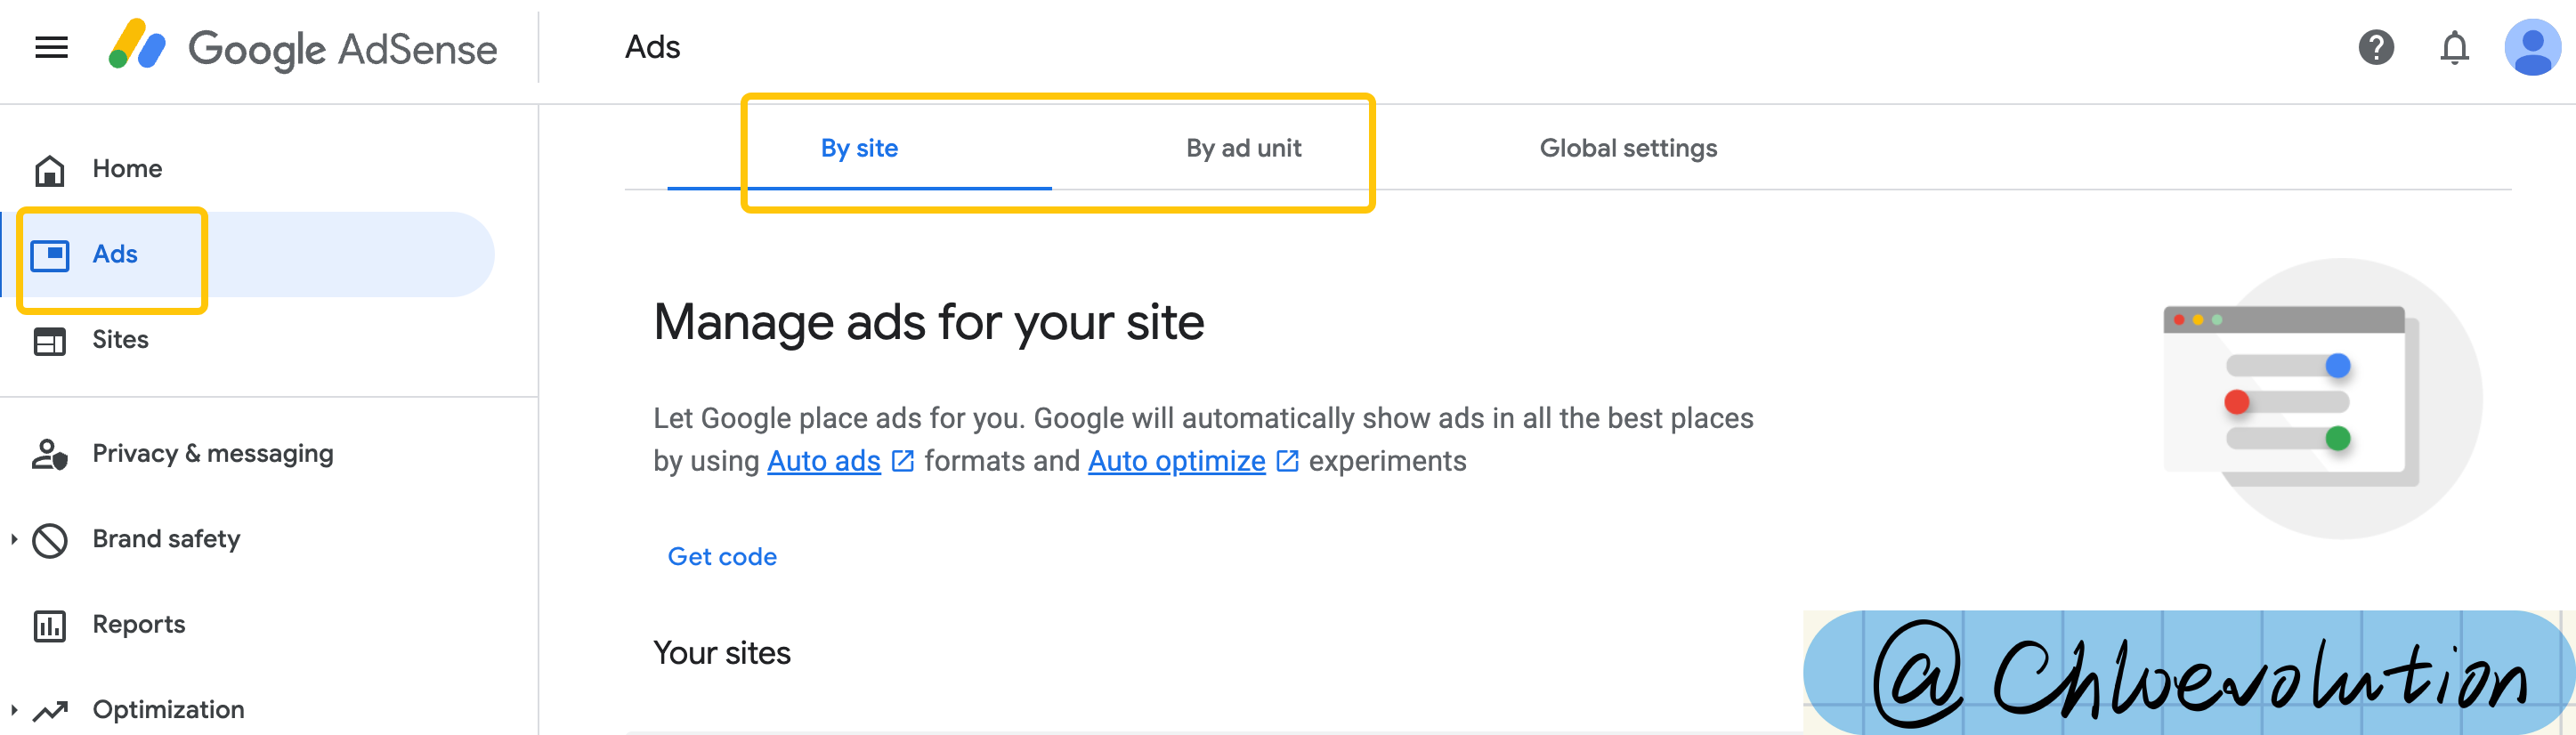 Google AdSense
Ads
By site
By ad unit
Global settings
Home
Ads
Sites
Privacy & messaging
Brand safety
Reports
Optimization
Manage ads for your site
Let Google place ads for you. Google will automatically show ads in all the best places
by using Auto ads formats and Auto optimize experiments
Get code
Your sites
@Chloevolution